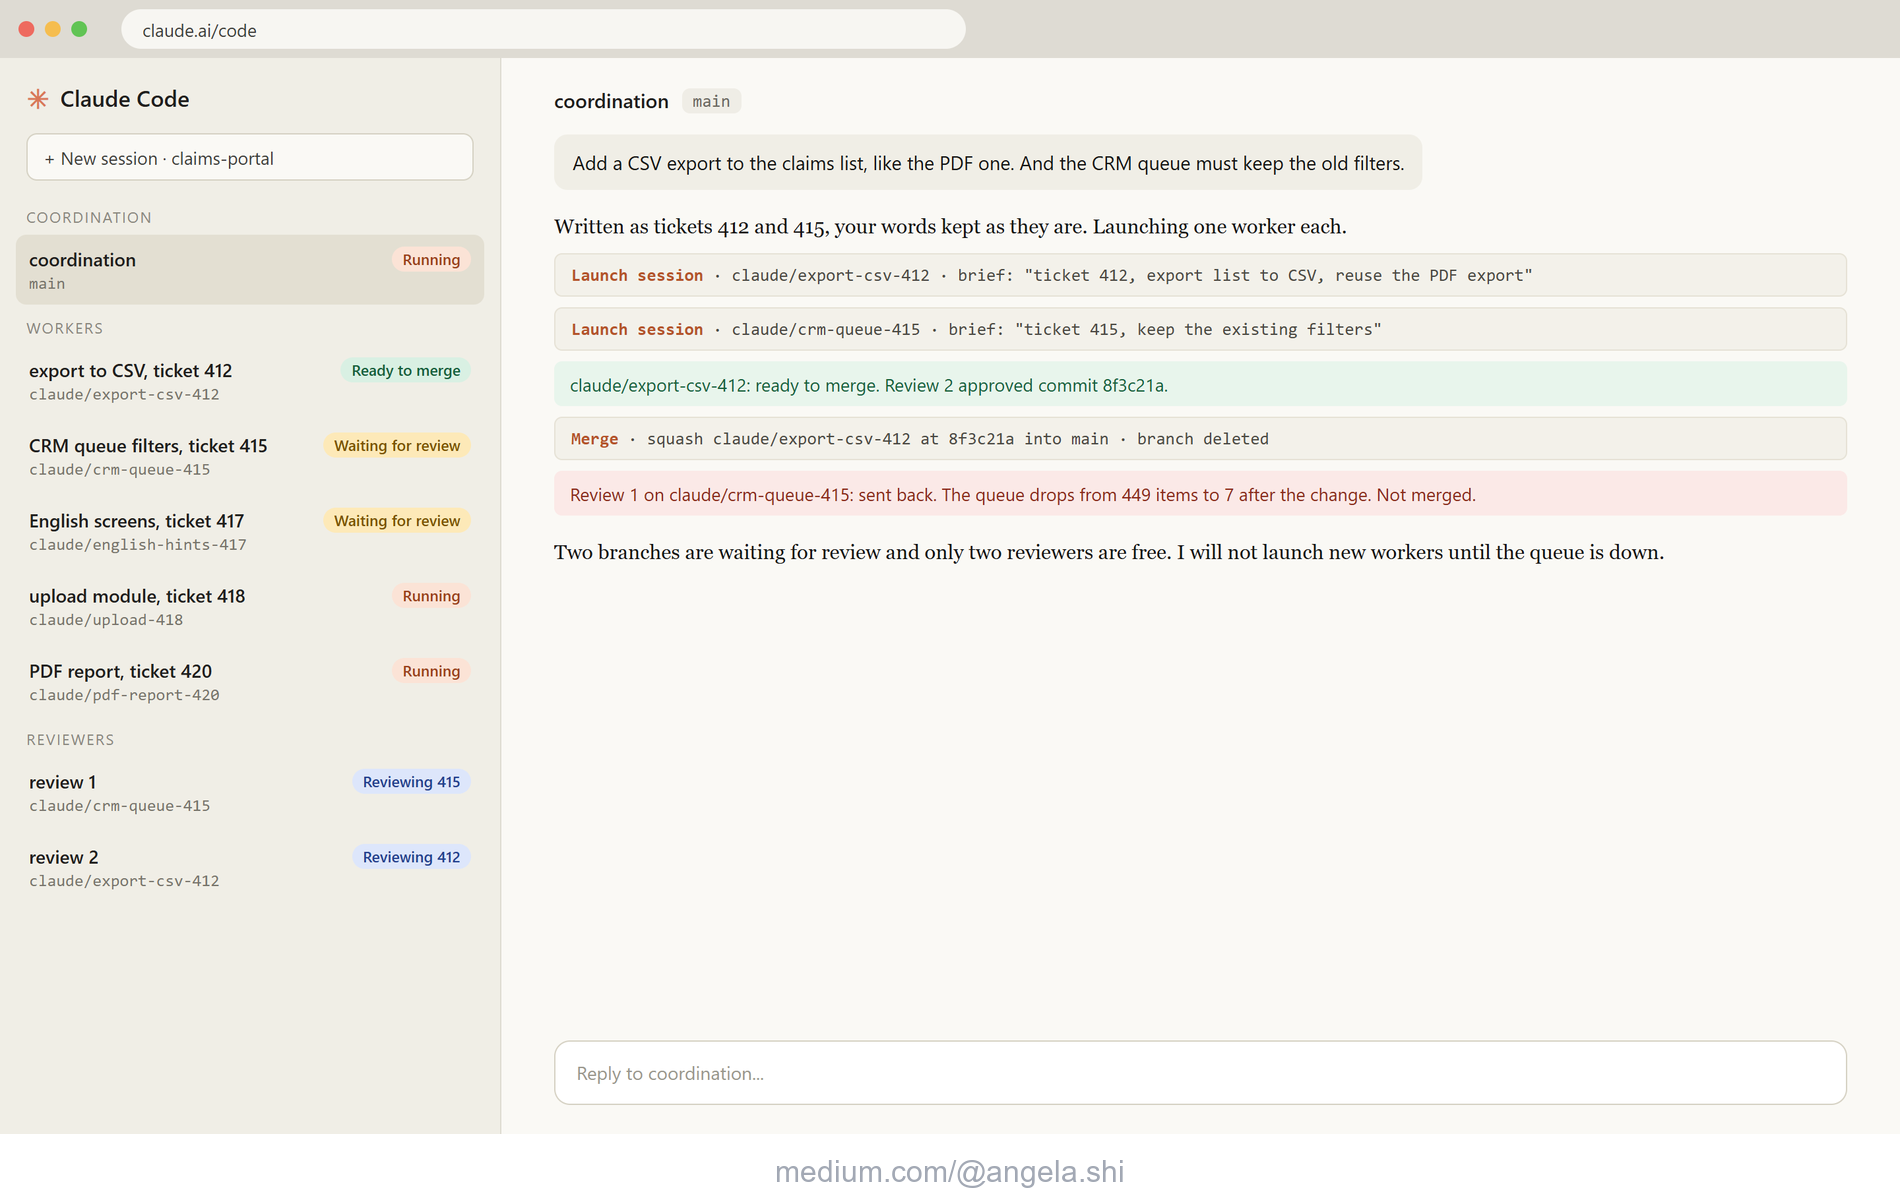 claude.ai/code
Claude Code
+ New session · claims-portal
COORDINATION
coordination Running
main
WORKERS
export to CSV, ticket 412 Ready to merge
claude/export-csv-412
CRM queue filters, ticket 415 Waiting for review
claude/crm-queue-415
English screens, ticket 417 Waiting for review
claude/english-hints-417
upload module, ticket 418 Running
claude/upload-418
PDF report, ticket 420 Running
claude/pdf-report-420
REVIEWERS
review 1 Reviewing 415
claude/crm-queue-415
review 2 Reviewing 412
claude/export-csv-412
coordination main
Add a CSV export to the claims list, like the PDF one. And the CRM queue must keep the old filters.
Written as tickets 412 and 415, your words kept as they are. Launching one worker each.
Launch session · claude/export-csv-412 · brief: "ticket 412, export list to CSV, reuse the PDF export"
Launch session · claude/crm-queue-415 · brief: "ticket 415, keep the existing filters"
claude/export-csv-412: ready to merge. Review 2 approved commit 8f3c21a.
Merge · squash claude/export-csv-412 at 8f3c21a into main · branch deleted
Review 1 on claude/crm-queue-415: sent back. The queue drops from 449 items to 7 after the change. Not merged.
Two branches are waiting for review and only two reviewers are free. I will not launch new workers until the queue is down.
Reply to coordination...
medium.com/@angela.shi